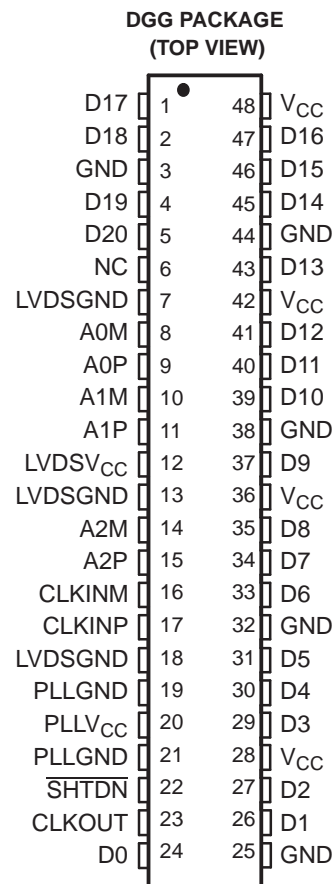 DGG PACKAGE
(TOP VIEW)
D17 1 48 VCC
D18 2 47 D16
GND 3 46 D15
D19 4 45 D14
D20 5 44 GND
NC 6 43 D13
LVDSGND 7 42 VCC
A0M 8 41 D12
A0P 9 40 D11
A1M 10 39 D10
A1P 11 38 GND
LVDSVCC 12 37 D9
LVDSGND 13 36 VCC
A2M 14 35 D8
A2P 15 34 D7
CLKINM 16 33 D6
CLKINP 17 32 GND
LVDSGND 18 31 D5
PLLGND 19 30 D4
PLLVCC 20 29 D3
PLLGND 21 28 VCC
SHTDN 22 27 D2
CLKOUT 23 26 D1
D0 24 25 GND